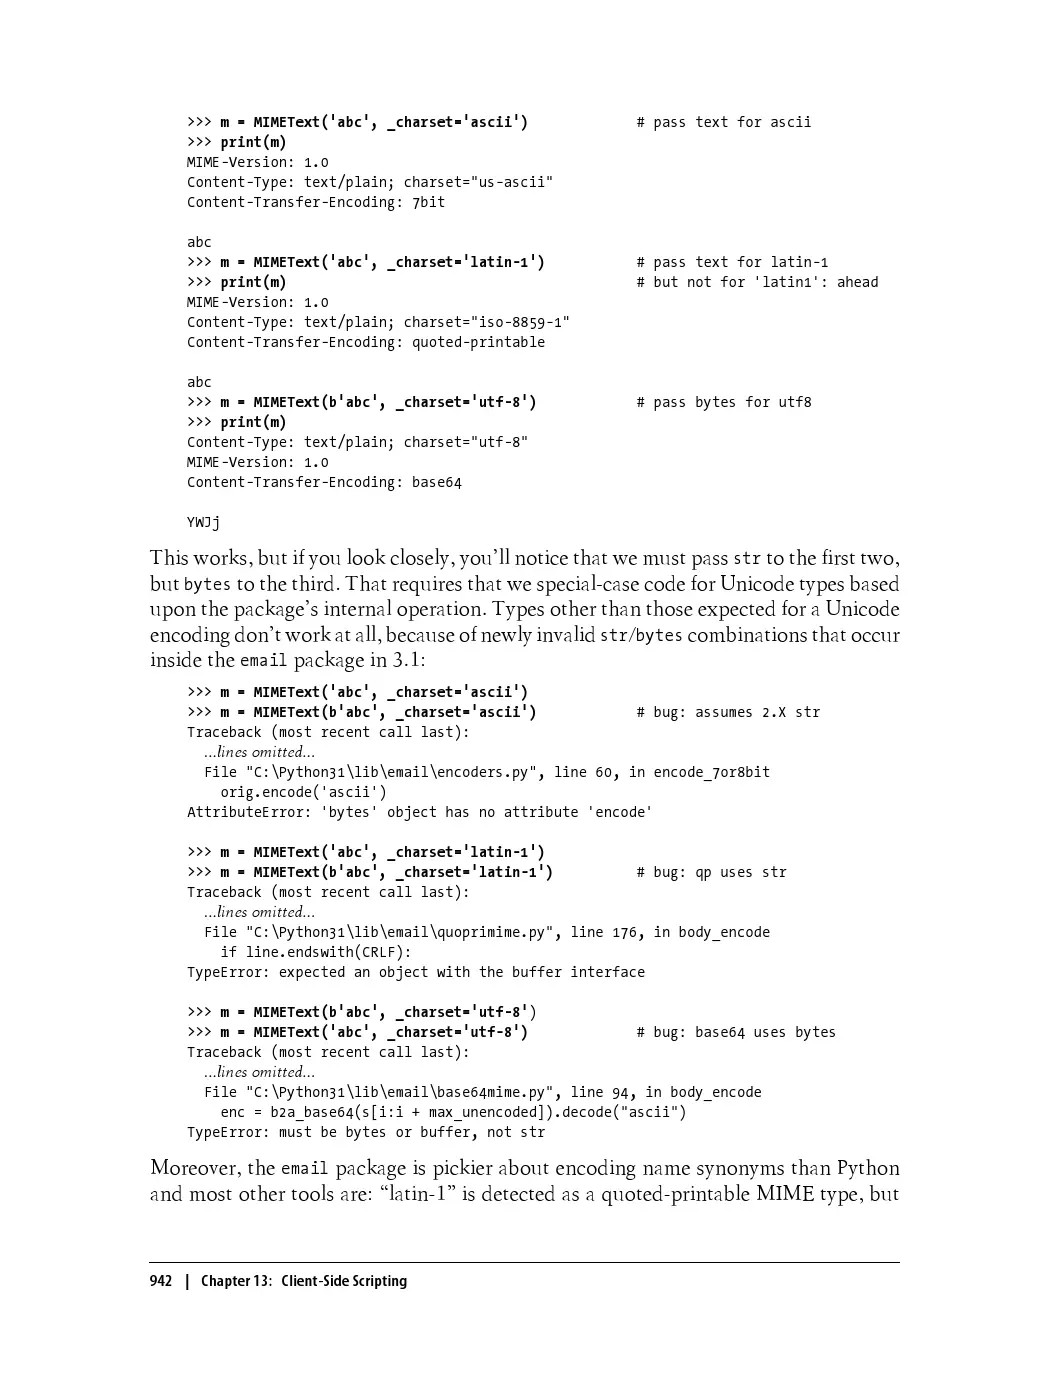 >>> m = MIMEText('abc', _charset='ascii')             # pass text for ascii
>>> print(m)
MIME-Version: 1.0
Content-Type: text/plain; charset="us-ascii"
Content-Transfer-Encoding: 7bit

abc
>>> m = MIMEText('abc', _charset='latin-1')           # pass text for latin-1
>>> print(m)                                          # but not for 'latin1': ahead
MIME-Version: 1.0
Content-Type: text/plain; charset="iso-8859-1"
Content-Transfer-Encoding: quoted-printable

abc
>>> m = MIMEText(b'abc', _charset='utf-8')            # pass bytes for utf8
>>> print(m)
Content-Type: text/plain; charset="utf-8"
MIME-Version: 1.0
Content-Transfer-Encoding: base64

YWJj
This works, but if you look closely, you’ll notice that we must pass str to the first two,
but bytes to the third. That requires that we special-case code for Unicode types based
upon the package’s internal operation. Types other than those expected for a Unicode
encoding don’t work at all, because of newly invalid str/bytes combinations that occur
inside the email package in 3.1:
>>> m = MIMEText('abc', _charset='ascii')
>>> m = MIMEText(b'abc', _charset='ascii')            # bug: assumes 2.X str
Traceback (most recent call last):
  ...lines omitted...
  File "C:\Python31\lib\email\encoders.py", line 60, in encode_7or8bit
    orig.encode('ascii')
AttributeError: 'bytes' object has no attribute 'encode'

>>> m = MIMEText('abc', _charset='latin-1')
>>> m = MIMEText(b'abc', _charset='latin-1')          # bug: qp uses str
Traceback (most recent call last):
  ...lines omitted...
  File "C:\Python31\lib\email\quoprimime.py", line 176, in body_encode
    if line.endswith(CRLF):
TypeError: expected an object with the buffer interface

>>> m = MIMEText(b'abc', _charset='utf-8')
>>> m = MIMEText('abc', _charset='utf-8')             # bug: base64 uses bytes
Traceback (most recent call last):
  ...lines omitted...
  File "C:\Python31\lib\email\base64mime.py", line 94, in body_encode
    enc = b2a_base64(s[i:i + max_unencoded]).decode("ascii")
TypeError: must be bytes or buffer, not str
Moreover, the email package is pickier about encoding name synonyms than Python
and most other tools are: “latin-1” is detected as a quoted-printable MIME type, but
942 | Chapter 13: Client-Side Scripting